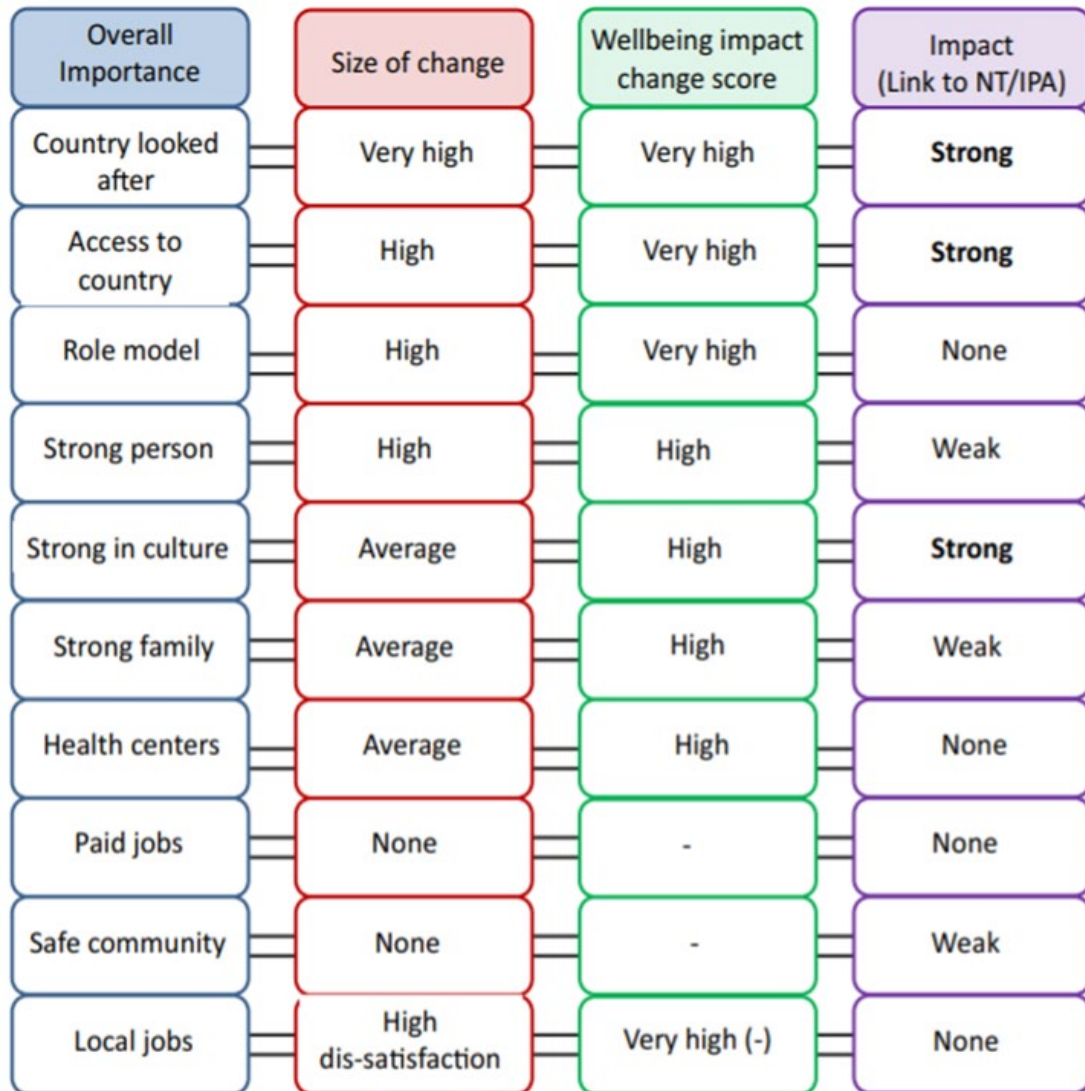 Overall
Importance
Size of change
Wellbeing impact
change score
Impact
(Link to NT/IPA)
Country looked
after
Very high
Very high
Strong
Access to
country
High
Very high
Strong
Role model
High
Very high
None
Strong person
High
High
Weak
Strong in culture
Average
High
Strong
Strong family
Average
High
Weak
Health centers
Average
High
None
Paid jobs
None
-
None
Safe community
None
-
Weak
Local jobs
High
dis-satisfaction
Very high (-)
None